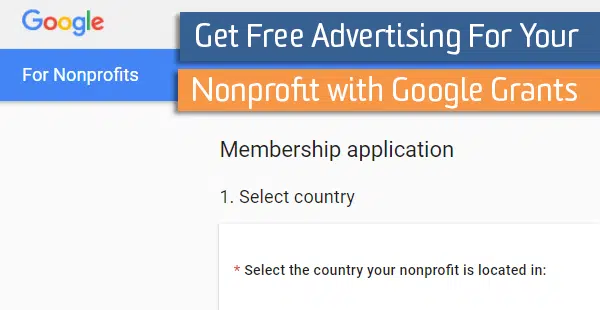 Google
Get Free Advertising For Your
For Nonprofits
Nonprofit with Google Grants
Membership application
1. Select country
* Select the country your nonprofit is located in: